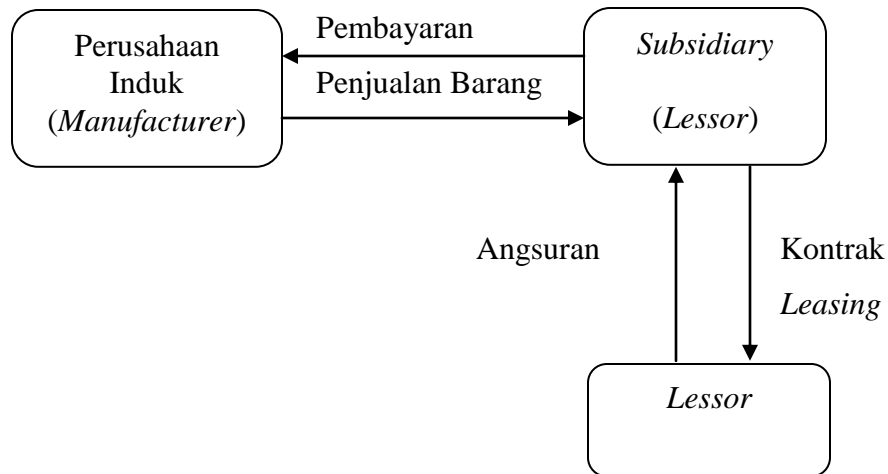 Perusahaan
Induk
(Manufacturer)
Pembayaran
Penjualan Barang
Subsidiary
(Lessor)
Angsuran
Kontrak
Leasing
Lessor